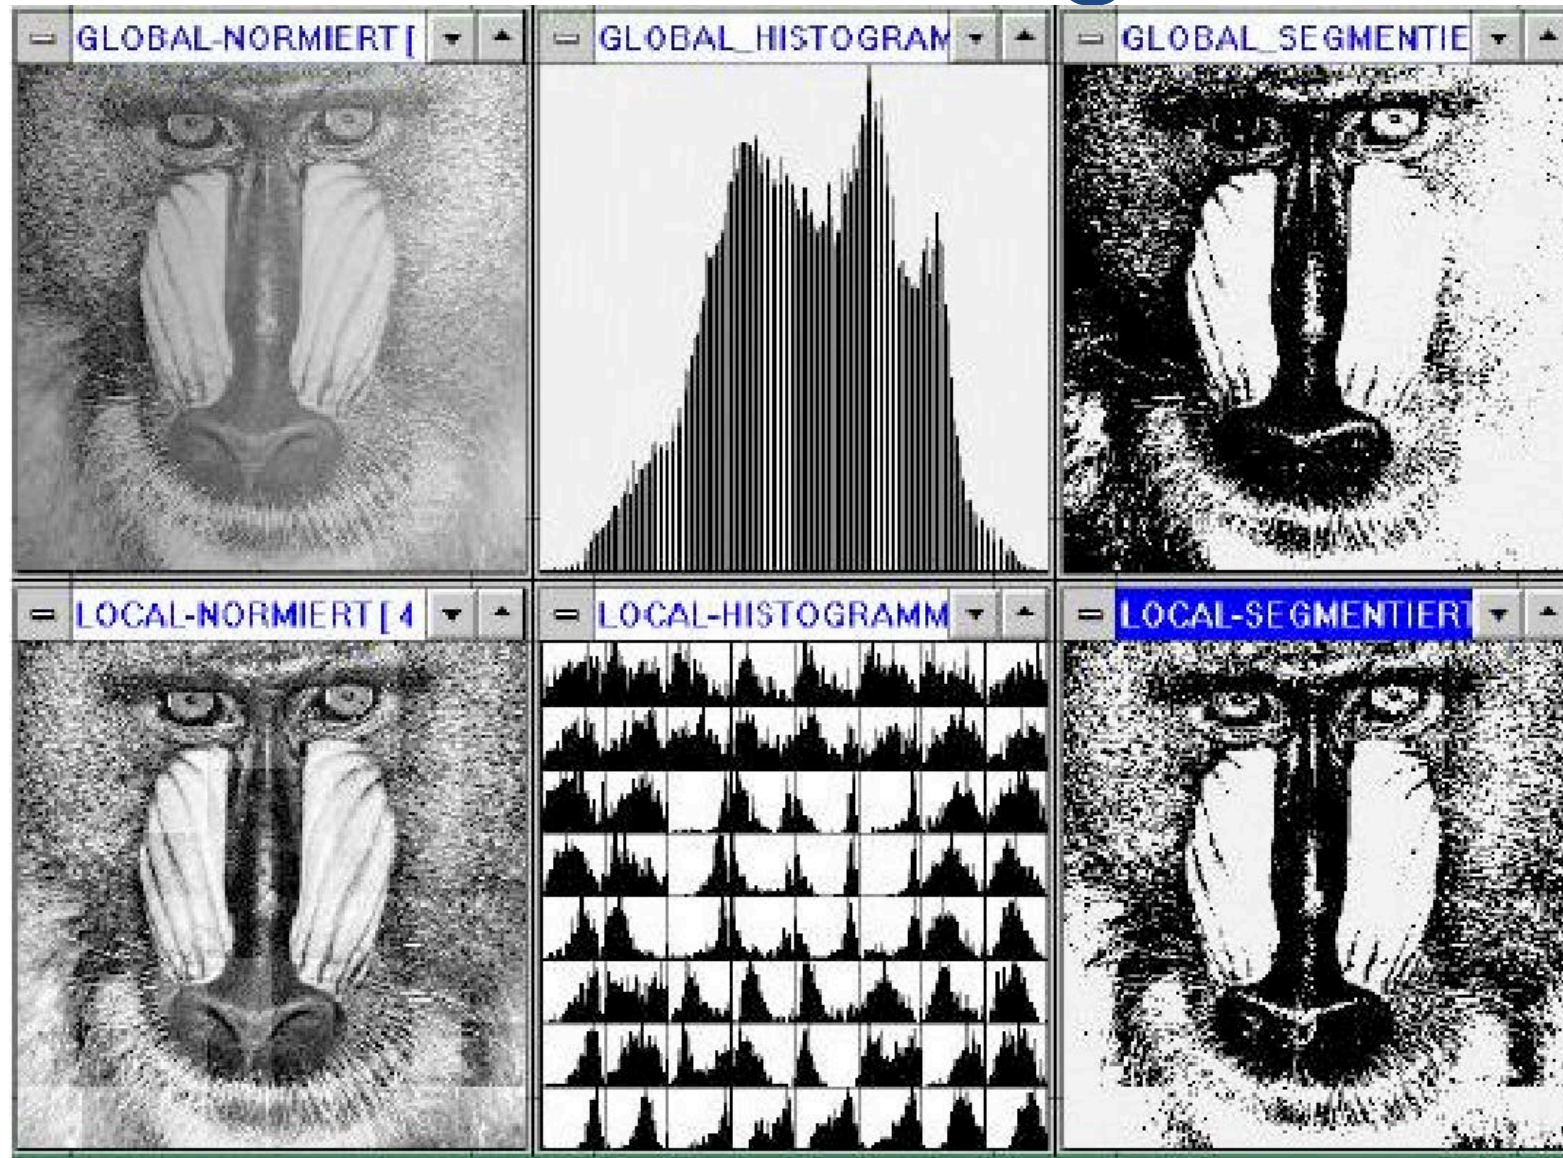 GLOBAL-NORMIERT [
GLOBAL_HISTOGRAM
GLOBAL_SEGMENTIE
LOCAL-NORMIERT [ 4
LOCAL-HISTOGRAMM
LOCAL-SEGMENTIERT